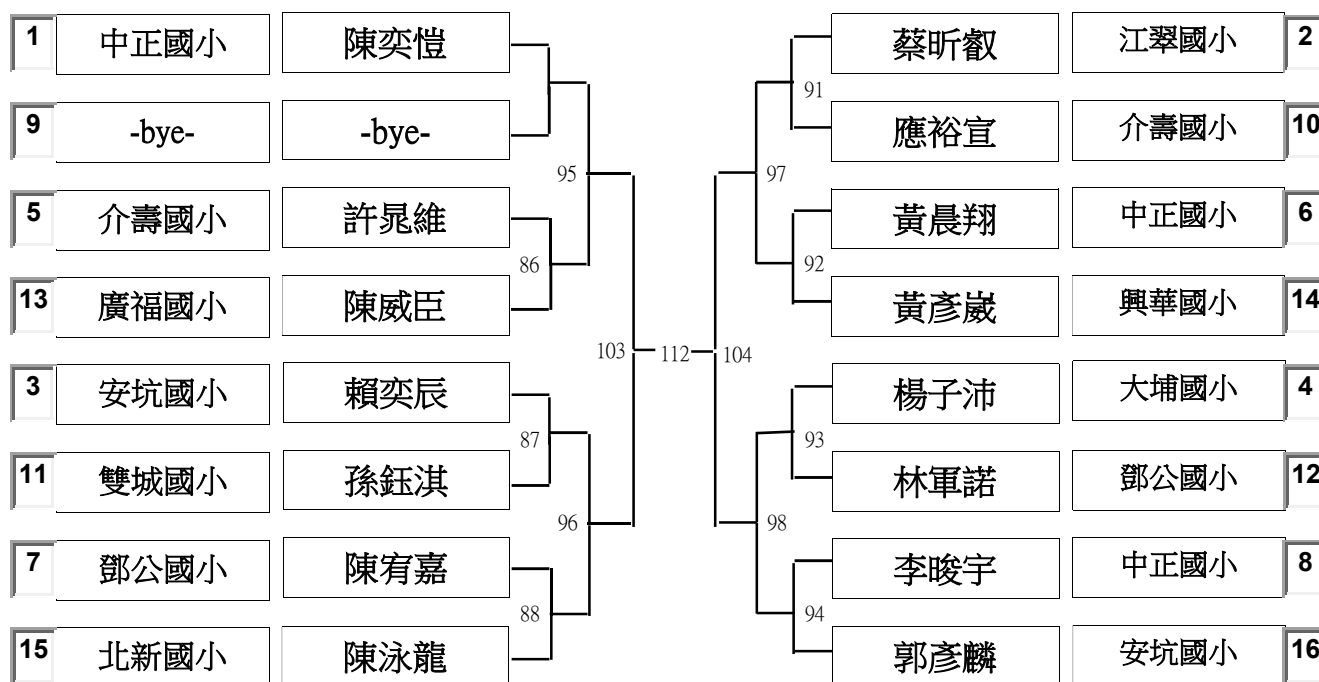 1 中正國小 陳奕愷 蔡昕叡 江翠國小 2
91
9 -bye- -bye- 應裕宣 介壽國小 10
95 97
5 介壽國小 許晁維 黃晨翔 中正國小 6
86 92
13 廣福國小 陳威臣 黃彥崴 興華國小 14
103 112 104
3 安坑國小 賴奕辰 楊子沛 大埔國小 4
87 93
11 雙城國小 孫鈺淇 林軍諾 鄧公國小 12
96 98
7 鄧公國小 陳宥嘉 李晙宇 中正國小 8
88 94
15 北新國小 陳泳龍 郭彥麟 安坑國小 16